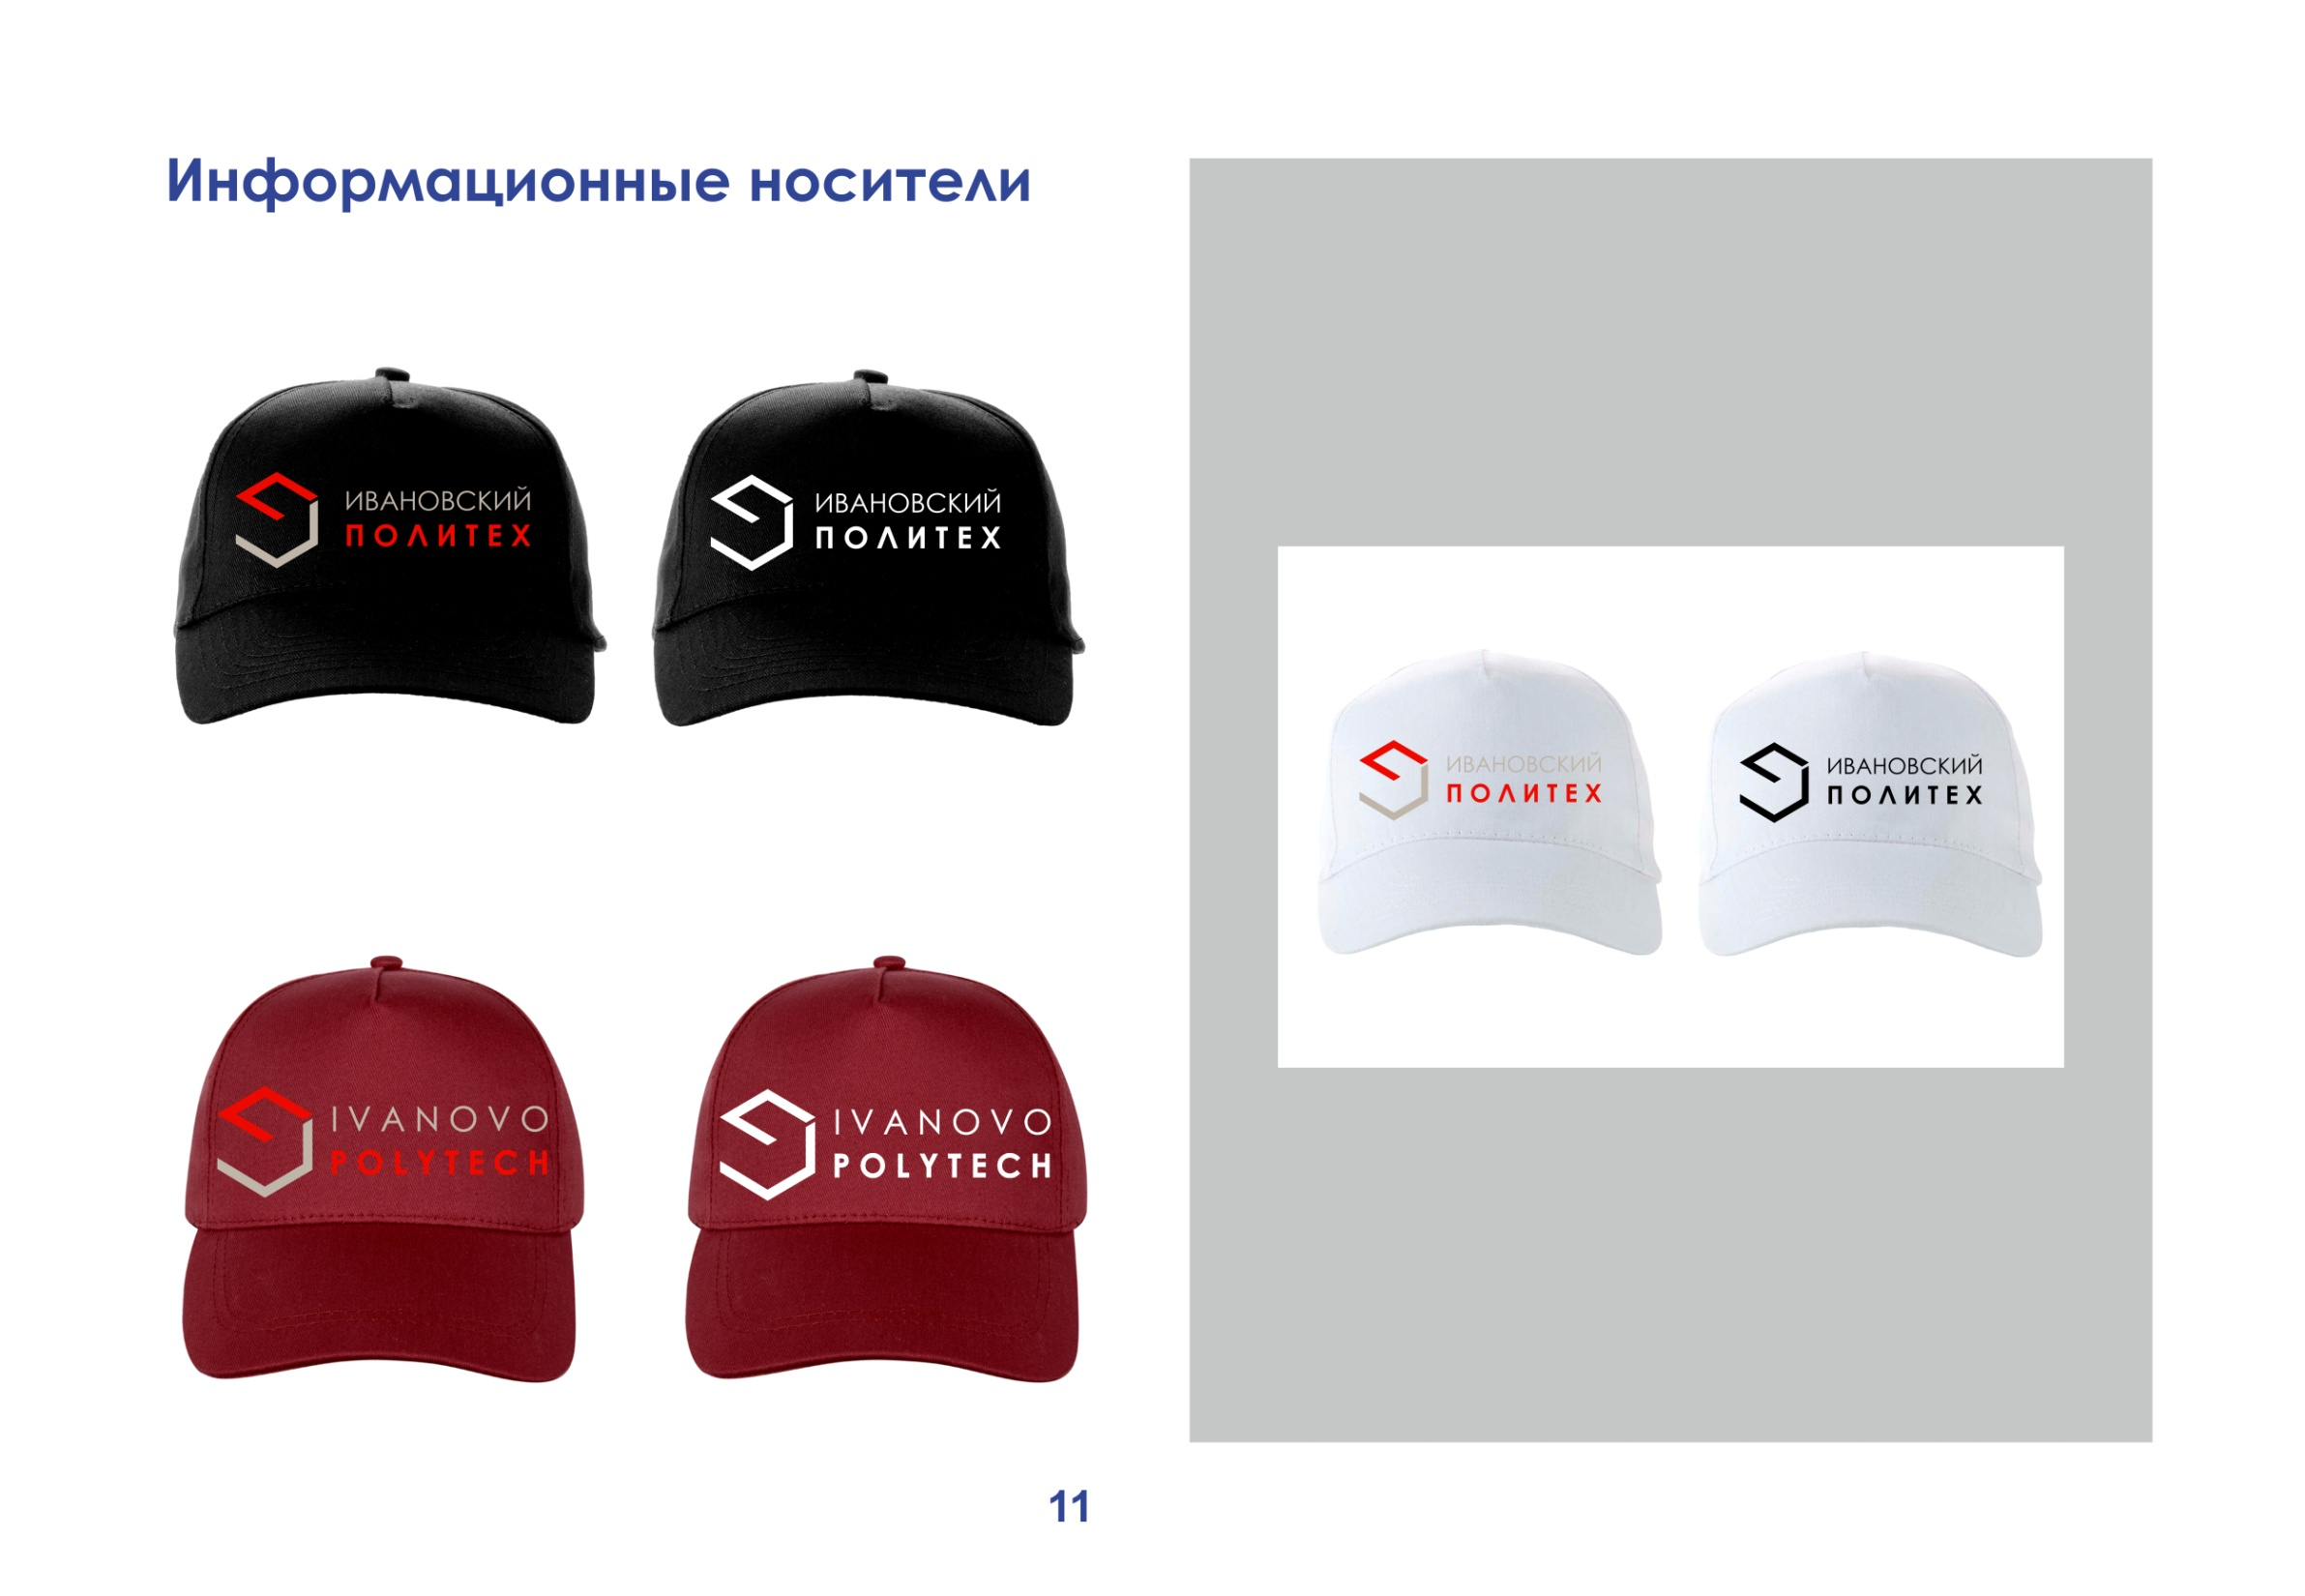 Информационные носители
ИВАНОВСКИЙ
ПОЛИТЕХ
ИВАНОВСКИЙ
ПОЛИТЕХ
ИВАНОВСКИЙ
ПОЛИТЕХ
ИВАНОВСКИЙ
ПОЛИТЕХ
IVANOVO
POLYTECH
IVANOVO
POLYTECH
11